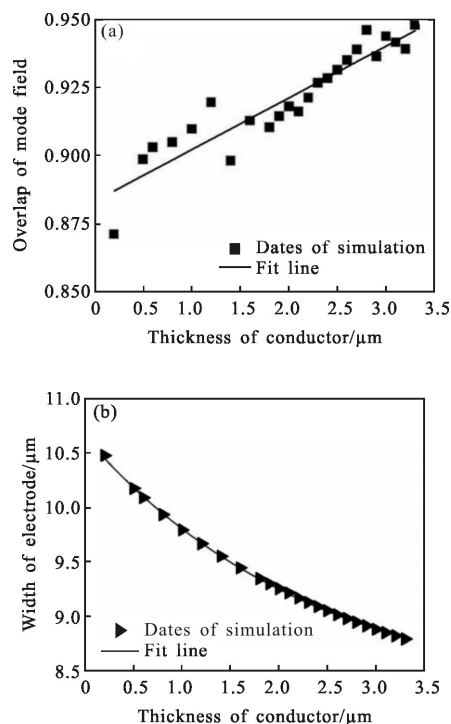 0.950
(a)
0.925
0.900
0.875
0.850
Overlap of mode field
Dates of simulation
Fit line
0 0.5 1.0 1.5 2.0 2.5 3.0 3.5
Thickness of conductor/μm
11.0
(b)
10.5
10.0
9.5
9.0
8.5
Width of electrode/μm
Dates of simulation
Fit line
0 0.5 1.0 1.5 2.0 2.5 3.0 3.5
Thickness of conductor/μm